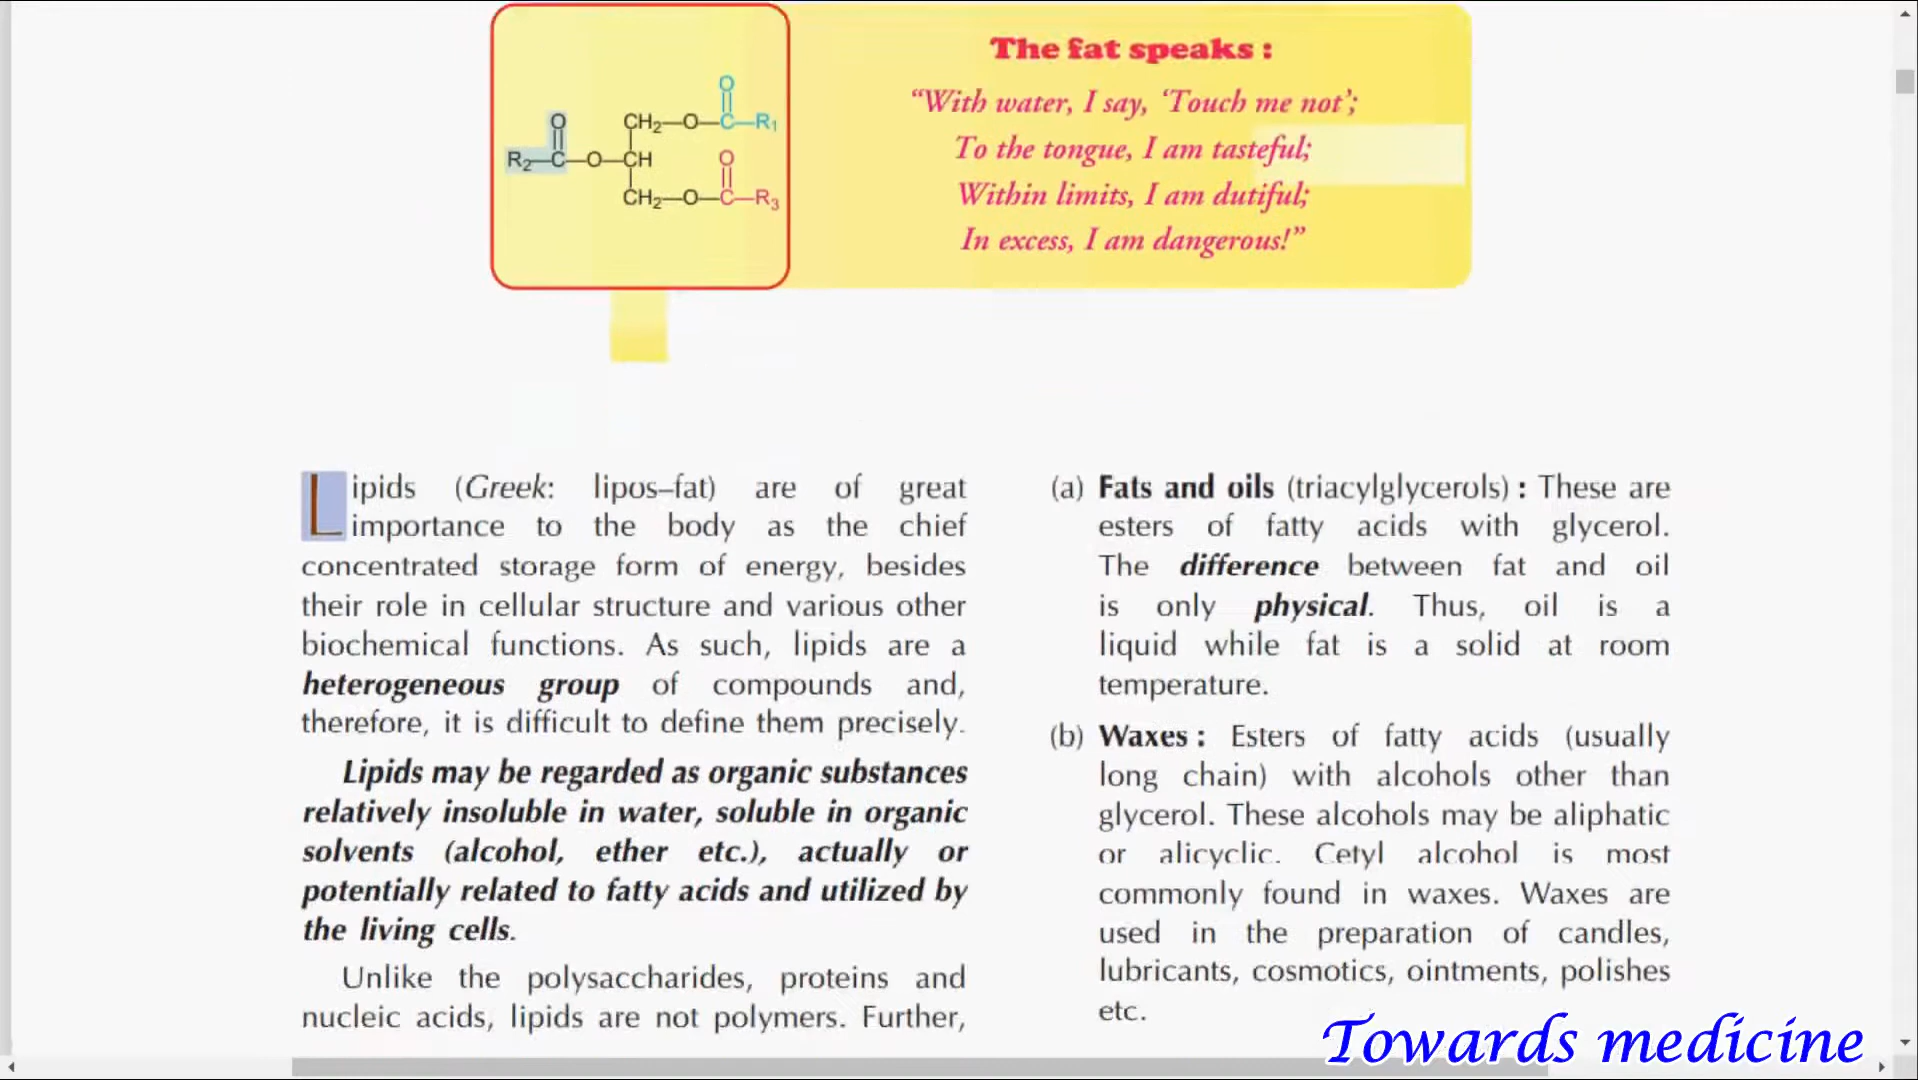 O
CH2—O—C—R1
O
R2—C—O—CH
O
CH2—O—C—R3
The fat speaks :
“With water, I say, ‘Touch me not’;
To the tongue, I am tasteful;
Within limits, I am dutiful;
In excess, I am dangerous!”
Lipids (Greek: lipos–fat) are of great
importance to the body as the chief
concentrated storage form of energy, besides
their role in cellular structure and various other
biochemical functions. As such, lipids are a
heterogeneous group of compounds and,
therefore, it is difficult to define them precisely.
Lipids may be regarded as organic substances
relatively insoluble in water, soluble in organic
solvents (alcohol, ether etc.), actually or
potentially related to fatty acids and utilized by
the living cells.
Unlike the polysaccharides, proteins and
nucleic acids, lipids are not polymers. Further,
(a) Fats and oils (triacylglycerols) : These are
esters of fatty acids with glycerol.
The difference between fat and oil
is only physical. Thus, oil is a
liquid while fat is a solid at room
temperature.
(b) Waxes : Esters of fatty acids (usually
long chain) with alcohols other than
glycerol. These alcohols may be aliphatic
or alicyclic. Cetyl alcohol is most
commonly found in waxes. Waxes are
used in the preparation of candles,
lubricants, cosmotics, ointments, polishes
etc.
Towards medicine